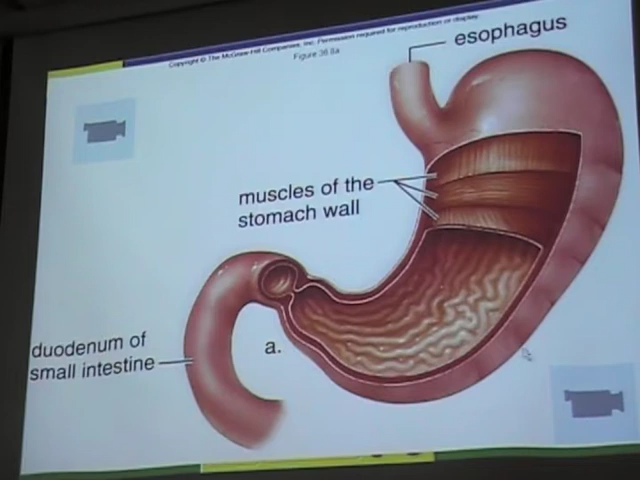 Copyright © The McGraw-Hill Companies, Inc. Permission required for reproduction or display.
Figure 36.6a
esophagus
muscles of the
stomach wall
duodenum of
small intestine
a.